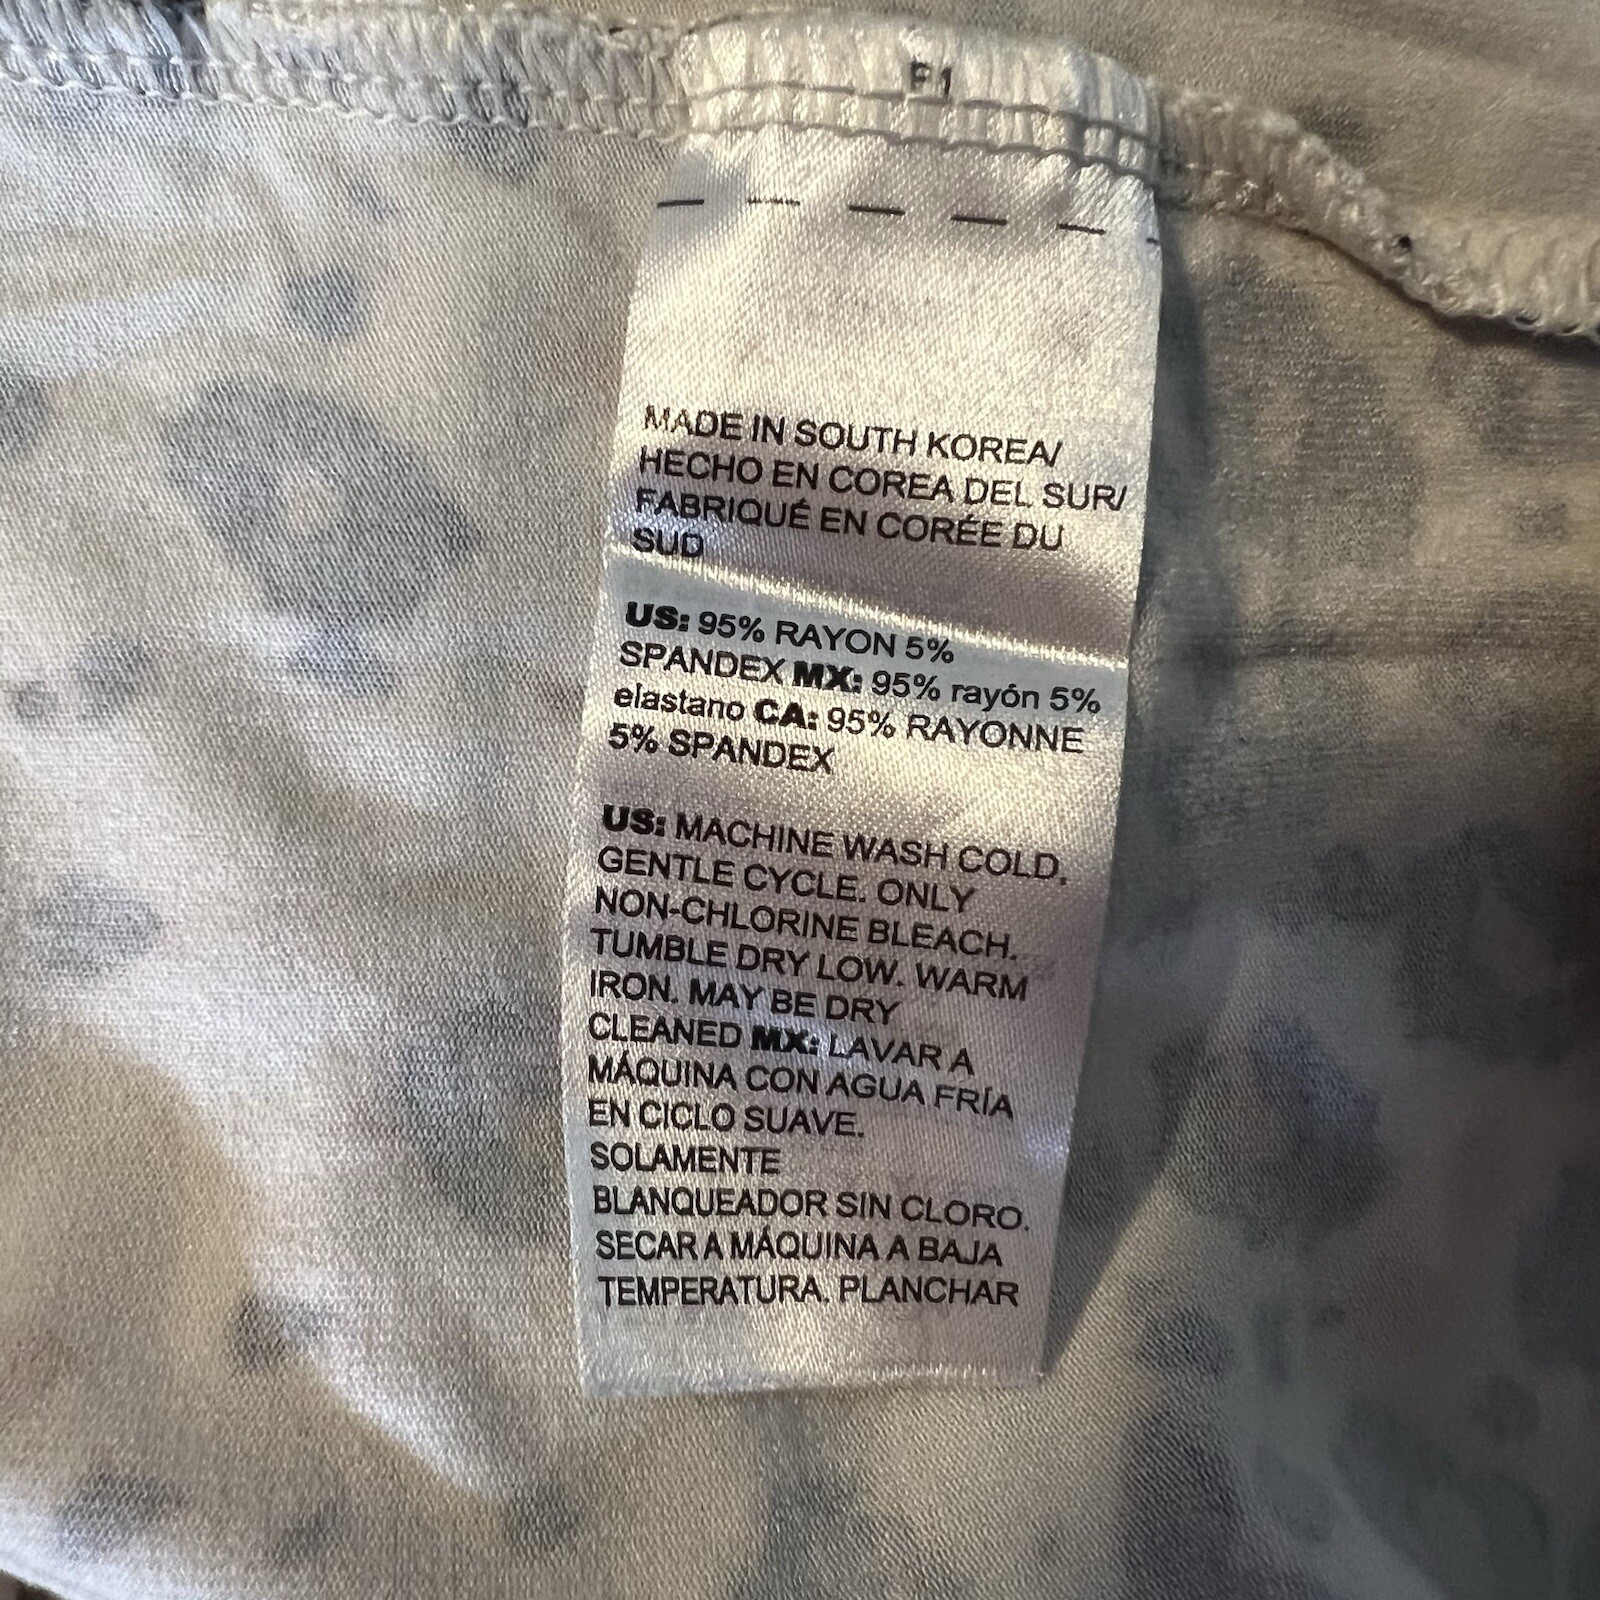 F1
MADE IN SOUTH KOREA/
HECHO EN COREA DEL SUR/
FABRIQUÉ EN CORÉE DU
SUD
US: 95% RAYON 5%
SPANDEX MX: 95% rayón 5%
elastano CA: 95% RAYONNE
5% SPANDEX
US: MACHINE WASH COLD,
GENTLE CYCLE. ONLY
NON-CHLORINE BLEACH.
TUMBLE DRY LOW. WARM
IRON. MAY BE DRY
CLEANED MX: LAVAR A
MÁQUINA CON AGUA FRÍA
EN CICLO SUAVE.
SOLAMENTE
BLANQUEADOR SIN CLORO.
SECAR A MÁQUINA A BAJA
TEMPERATURA. PLANCHAR